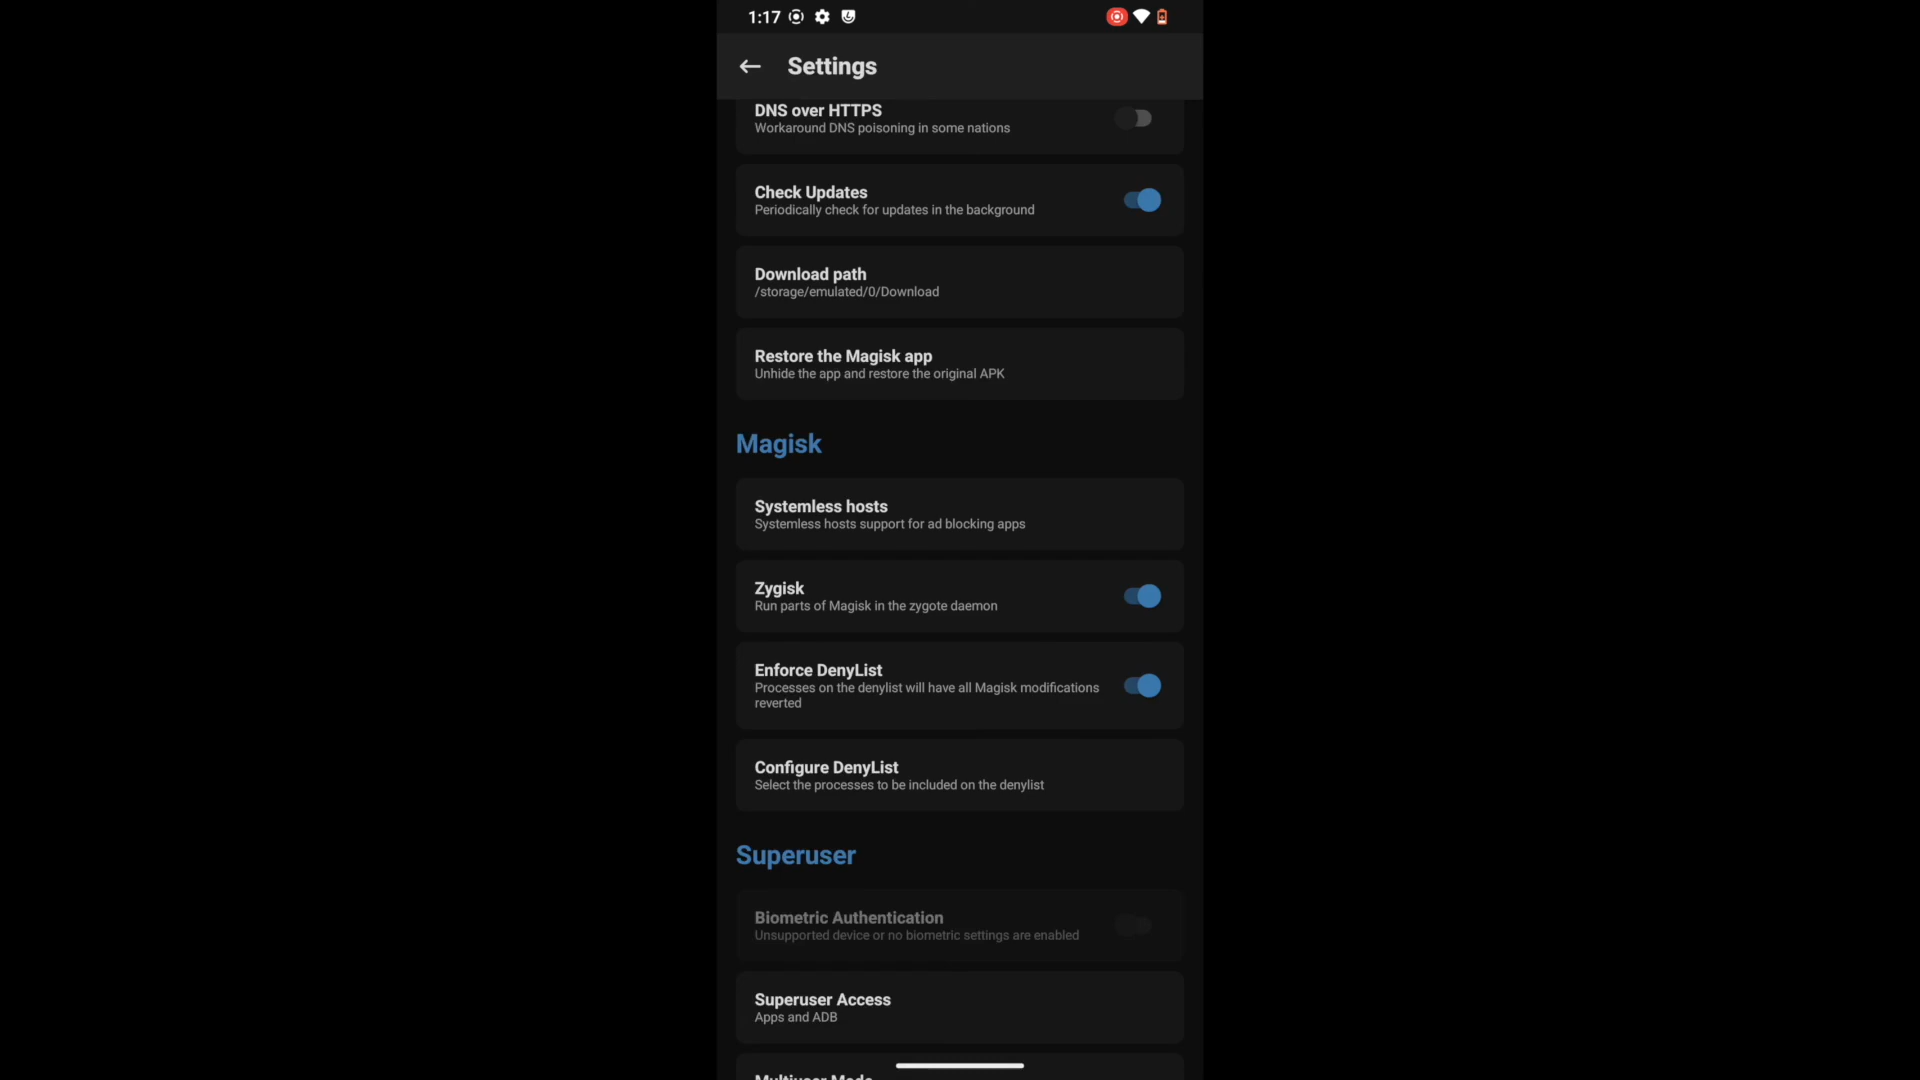 1:17
Settings
DNS over HTTPS
Workaround DNS poisoning in some nations
Check Updates
Periodically check for updates in the background
Download path
/storage/emulated/0/Download
Restore the Magisk app
Unhide the app and restore the original APK
Magisk
Systemless hosts
Systemless hosts support for ad blocking apps
Zygisk
Run parts of Magisk in the zygote daemon
Enforce DenyList
Processes on the denylist will have all Magisk modifications
reverted
Configure DenyList
Select the processes to be included on the denylist
Superuser
Biometric Authentication
Unsupported device or no biometric settings are enabled
Superuser Access
Apps and ADB
Multiuser Mode